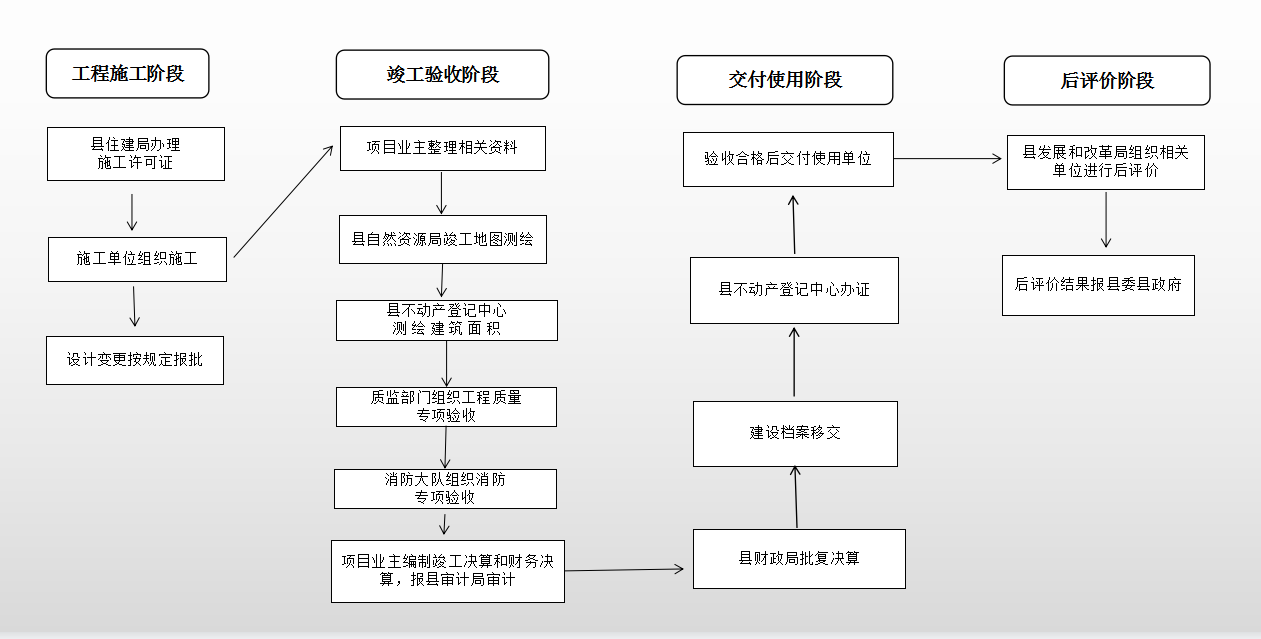 工程施工阶段
县住建局办理
施工许可证
施工单位组织施工
设计变更按规定报批
竣工验收阶段
项目业主整理相关资料
县自然资源局竣工地图测绘
县不动产登记中心
测绘建筑面积
质监部门组织工程质量
专项验收
消防大队组织消防
专项验收
项目业主编制竣工决算和财务决
算，报县审计局审计
交付使用阶段
验收合格后交付使用单位
县不动产登记中心办证
建设档案移交
县财政局批复决算
后评价阶段
县发展和改革局组织相关
单位进行后评价
后评价结果报县委县政府